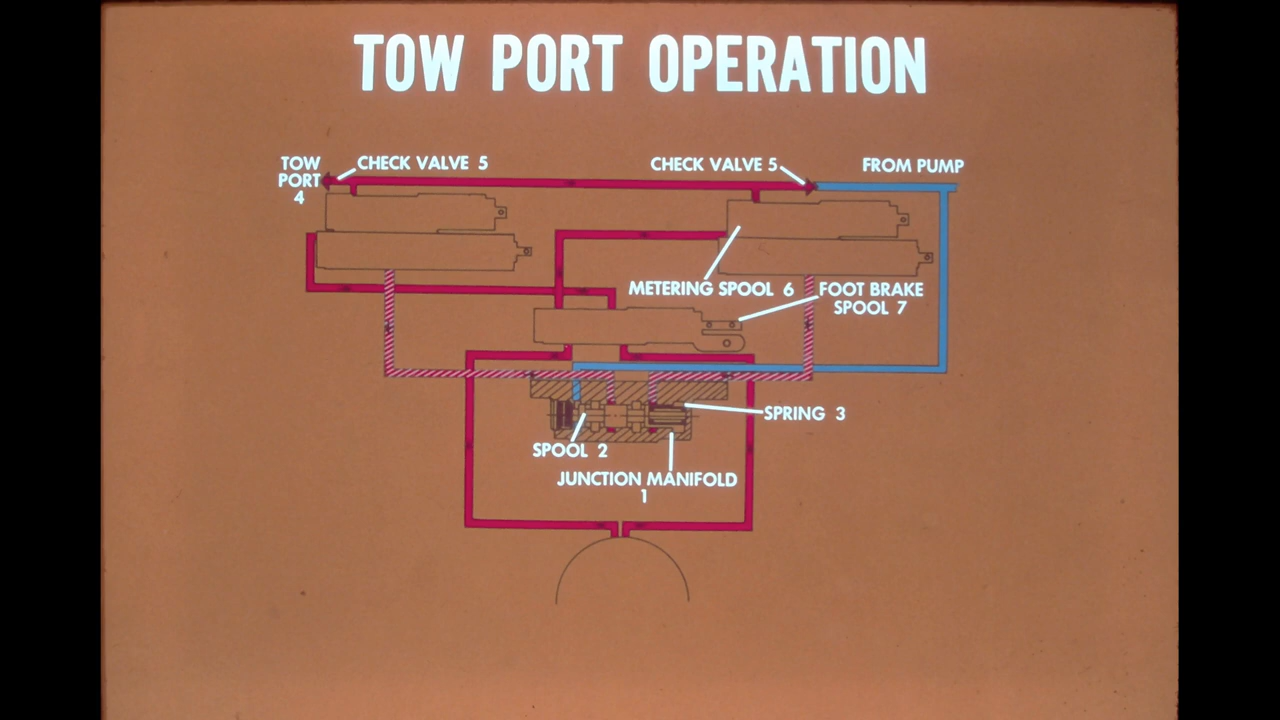 TOW PORT OPERATION
TOW
PORT
4
CHECK VALVE 5
CHECK VALVE 5
FROM PUMP
METERING SPOOL 6
FOOT BRAKE
SPOOL 7
SPRING 3
SPOOL 2
JUNCTION MANIFOLD
1